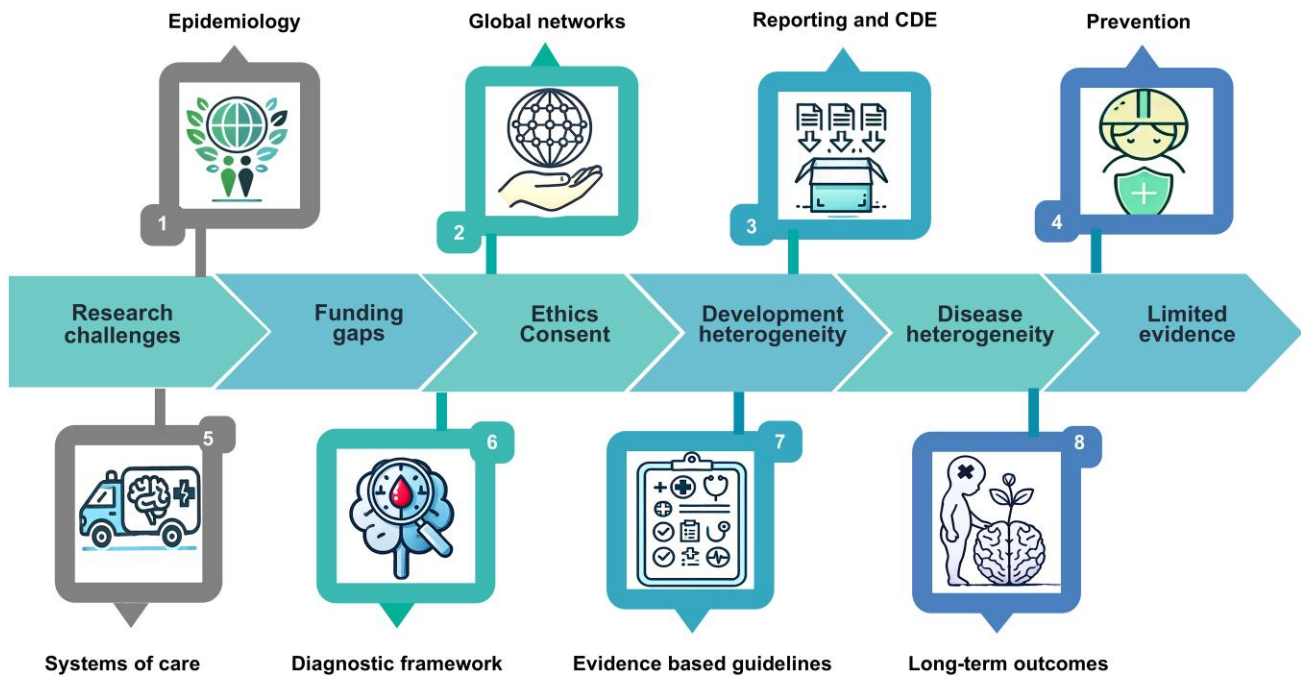 Epidemiology
Global networks
Reporting and CDE
Prevention
1
2
3
4
Research
challenges
Funding
gaps
Ethics
Consent
Development
heterogeneity
Disease
heterogeneity
Limited
evidence
5
6
7
8
Systems of care
Diagnostic framework
Evidence based guidelines
Long-term outcomes